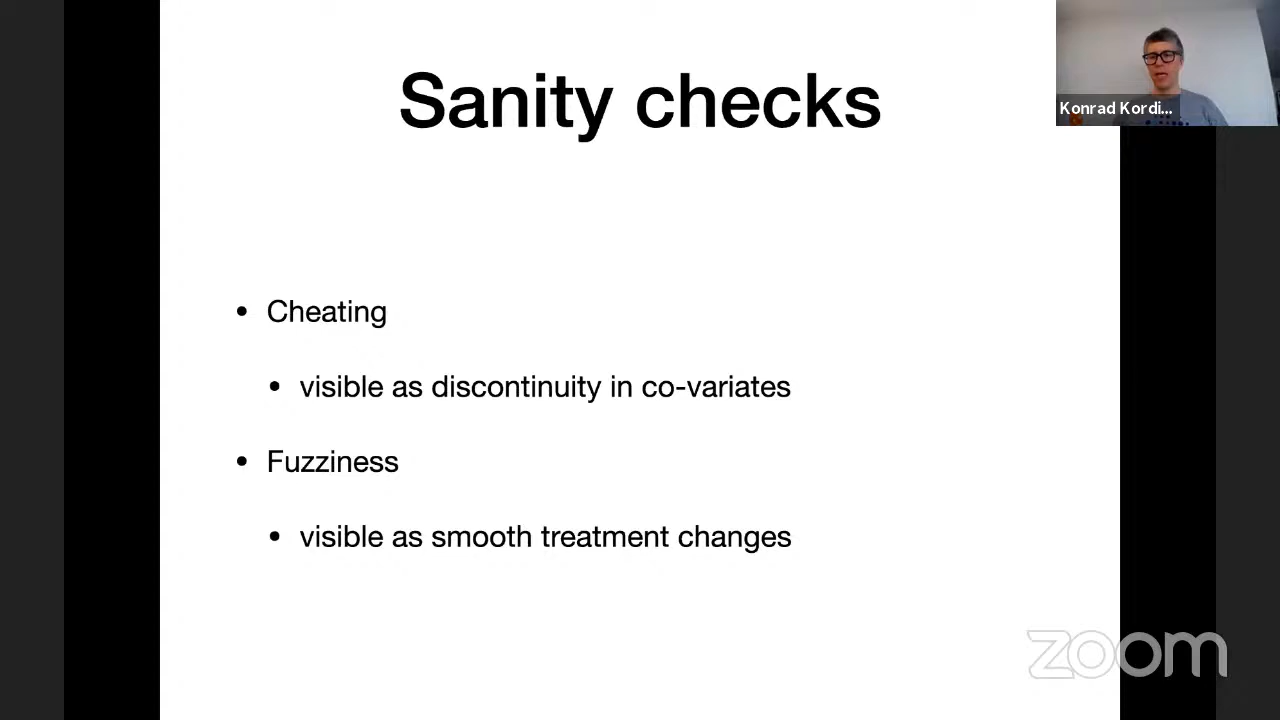 Sanity checks
Konrad Kordi...
• Cheating
• visible as discontinuity in co-variates
• Fuzziness
• visible as smooth treatment changes
zoom